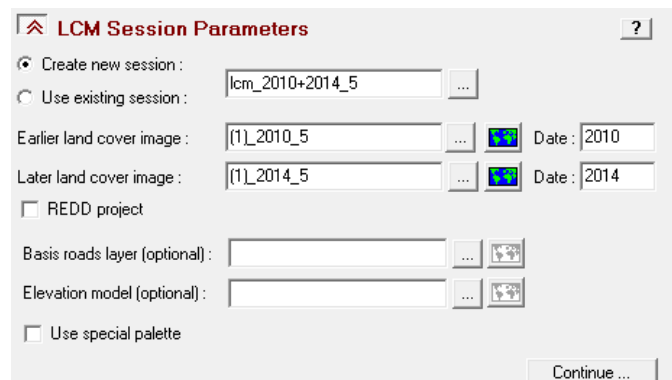 LCM Session Parameters ?
Create new session :
lcm_2010+2014_5 ...
Use existing session :
Earlier land cover image : (1)_2010_5 ... Date : 2010
Later land cover image : (1)_2014_5 ... Date : 2014
REDD project
Basis roads layer (optional) : ...
Elevation model (optional) : ...
Use special palette
Continue ...